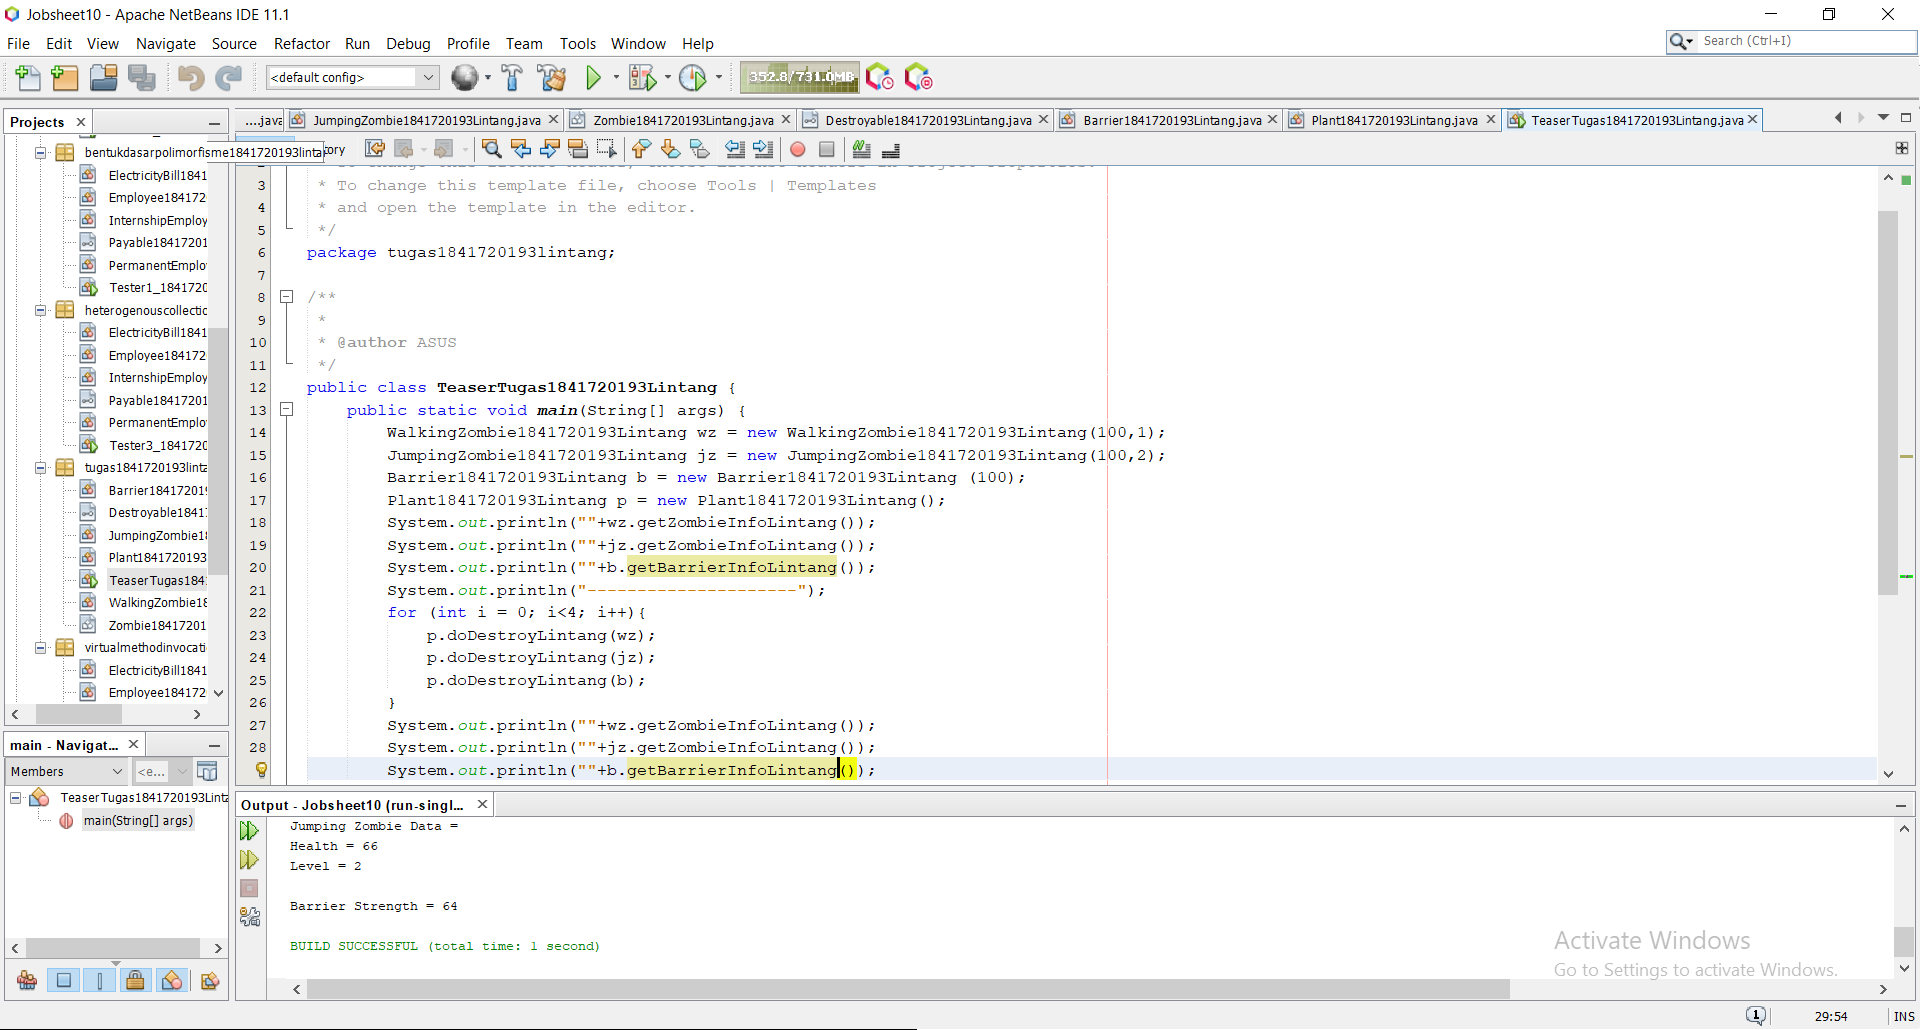 Jobsheet10 - Apache NetBeans IDE 11.1
File Edit View Navigate Source Refactor Run Debug Profile Team Tools Window Help
Search (Ctrl+I)
<default config>
352.8/731.0MB
Projects
....java
JumpingZombie1841720193Lintang.java
Zombie1841720193Lintang.java
Destroyable1841720193Lintang.java
Barrier1841720193Lintang.java
Plant1841720193Lintang.java
TeaserTugas1841720193Lintang.java
bentukdasarpolimorfisme1841720193linta
ory
ElectricityBill1841
Employee184172
InternshipEmploy
Payable18417201
PermanentEmplo
Tester1_1841720
heterogenouscollectic
ElectricityBill1841
Employee184172
InternshipEmploy
Payable18417201
PermanentEmplo
Tester3_1841720
tugas1841720193linta
Barrier18417201
Destroyable1841
JumpingZombie1
Plant1841720193
TeaserTugas184
WalkingZombie18
Zombie18417201
virtualmethodinvocati
ElectricityBill1841
Employee184172
3 * To change this template file, choose Tools | Templates
4 * and open the template in the editor.
5 */
6 package tugas1841720193lintang;
7
8 /**
9 *
10 * @author ASUS
11 */
12 public class TeaserTugas1841720193Lintang {
13 public static void main(String[] args) {
14 WalkingZombie1841720193Lintang wz = new WalkingZombie1841720193Lintang(100,1);
15 JumpingZombie1841720193Lintang jz = new JumpingZombie1841720193Lintang(100,2);
16 Barrier1841720193Lintang b = new Barrier1841720193Lintang (100);
17 Plant1841720193Lintang p = new Plant1841720193Lintang();
18 System.out.println(""+wz.getZombieInfoLintang());
19 System.out.println(""+jz.getZombieInfoLintang());
20 System.out.println(""+b.getBarrierInfoLintang());
21 System.out.println("---------------------");
22 for (int i = 0; i<4; i++){
23 p.doDestroyLintang(wz);
24 p.doDestroyLintang(jz);
25 p.doDestroyLintang(b);
26 }
27 System.out.println(""+wz.getZombieInfoLintang());
28 System.out.println(""+jz.getZombieInfoLintang());
System.out.println(""+b.getBarrierInfoLintang());
main - Navigat...
Members
<e...
TeaserTugas1841720193Lint
main(String[] args)
Output - Jobsheet10 (run-singl...
Jumping Zombie Data =
Health = 66
Level = 2
Barrier Strength = 64
BUILD SUCCESSFUL (total time: 1 second)
Activate Windows
Go to Settings to activate Windows.
1
29:54
INS